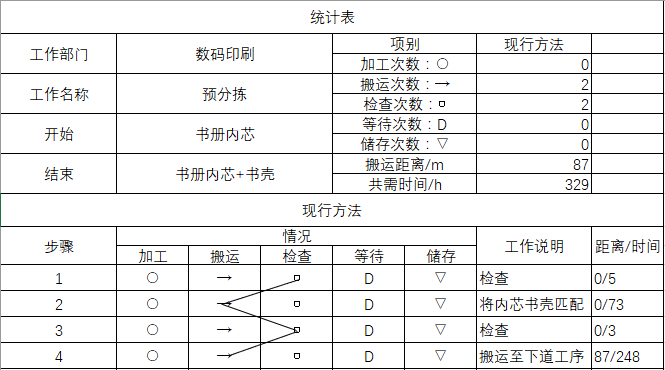 统计表
工作部门 数码印刷 项别 现行方法
加工次数：○ 0
工作名称 预分拣 搬运次数：→ 2
检查次数：□ 2
开始 书册内芯 等待次数：D 0
储存次数：▽ 0
结束 书册内芯+书壳 搬运距离/m 87
共需时间/h 329
现行方法
步骤 情况 工作说明 距离/时间
加工 搬运 检查 等待 储存
1 ○ → □ D ▽ 检查 0/5
2 ○ → □ D ▽ 将内芯书壳匹配 0/73
3 ○ → □ D ▽ 检查 0/3
4 ○ → □ D ▽ 搬运至下道工序 87/248